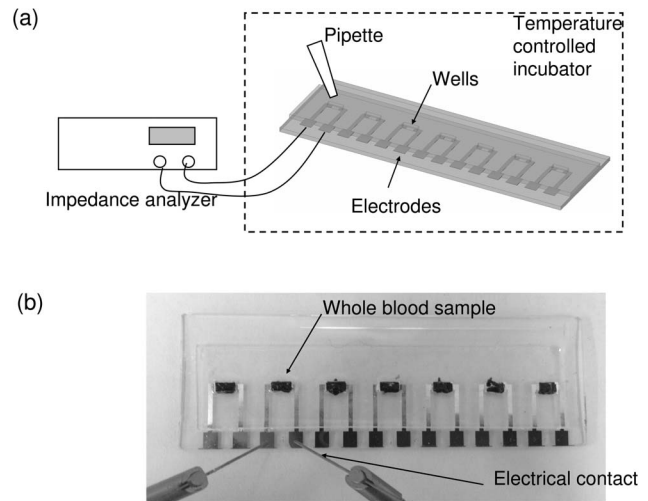 (a)
Temperature
controlled
incubator
Pipette
Wells
Impedance analyzer
Electrodes
(b)
Whole blood sample
Electrical contact